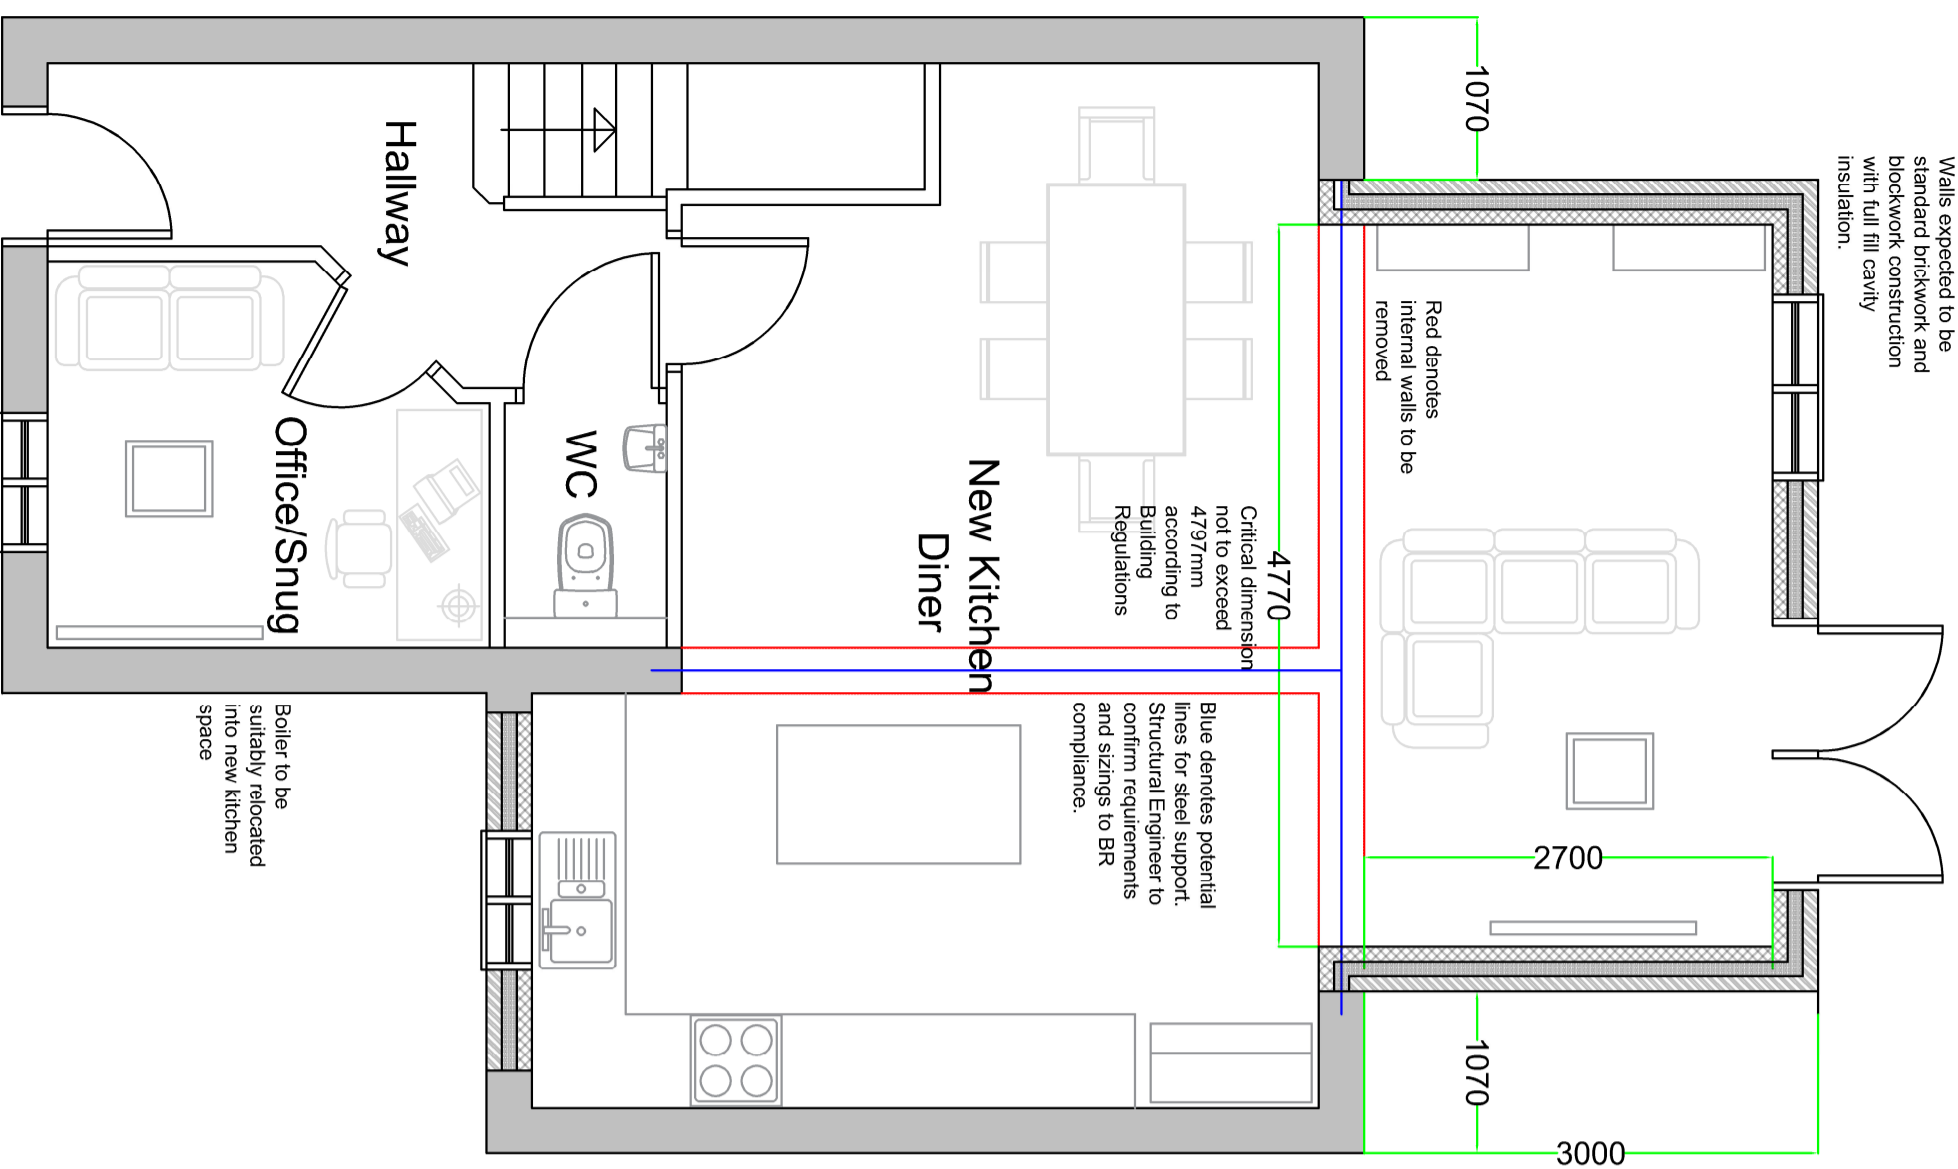 Walls expected to be
standard brickwork and
blockwork construction
with full fill cavity
insulation.
1070
Hallway
Red denotes
internal walls to be
removed
Critical dimension
not to exceed
4797mm
according to
Building
Regulations
4770
New Kitchen
Diner
WC
Office/Snug
Blue denotes potential
lines for steel support.
Structural Engineer to
confirm requirements
and sizings to BR
compliance.
Boiler to be
suitably relocated
into new kitchen
space
2700
1070
3000